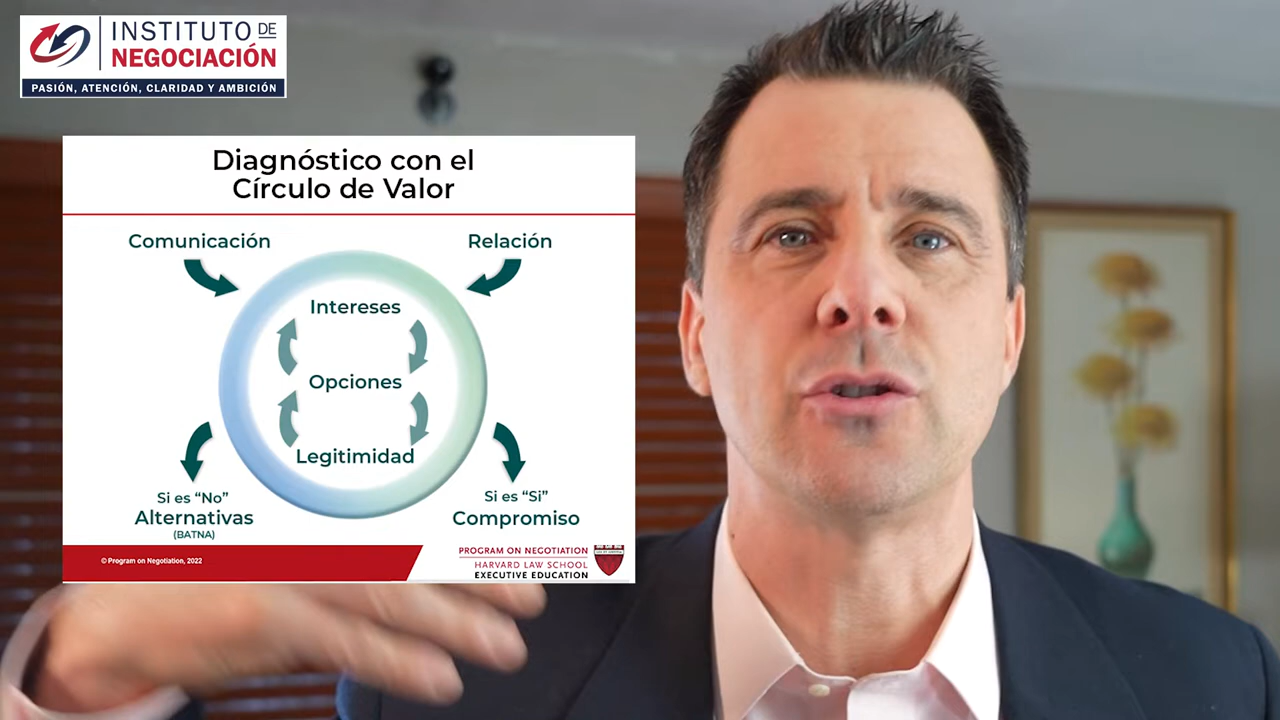 INSTITUTO DE
NEGOCIACIÓN
PASIÓN, ATENCIÓN, CLARIDAD Y AMBICIÓN
Diagnóstico con el
Círculo de Valor
Comunicación
Relación
Intereses
Opciones
Legitimidad
Si es “No”
Alternativas
(BATNA)
Si es “Si”
Compromiso
© Program on Negotiation, 2022
PROGRAM ON NEGOTIATION
HARVARD LAW SCHOOL
EXECUTIVE EDUCATION